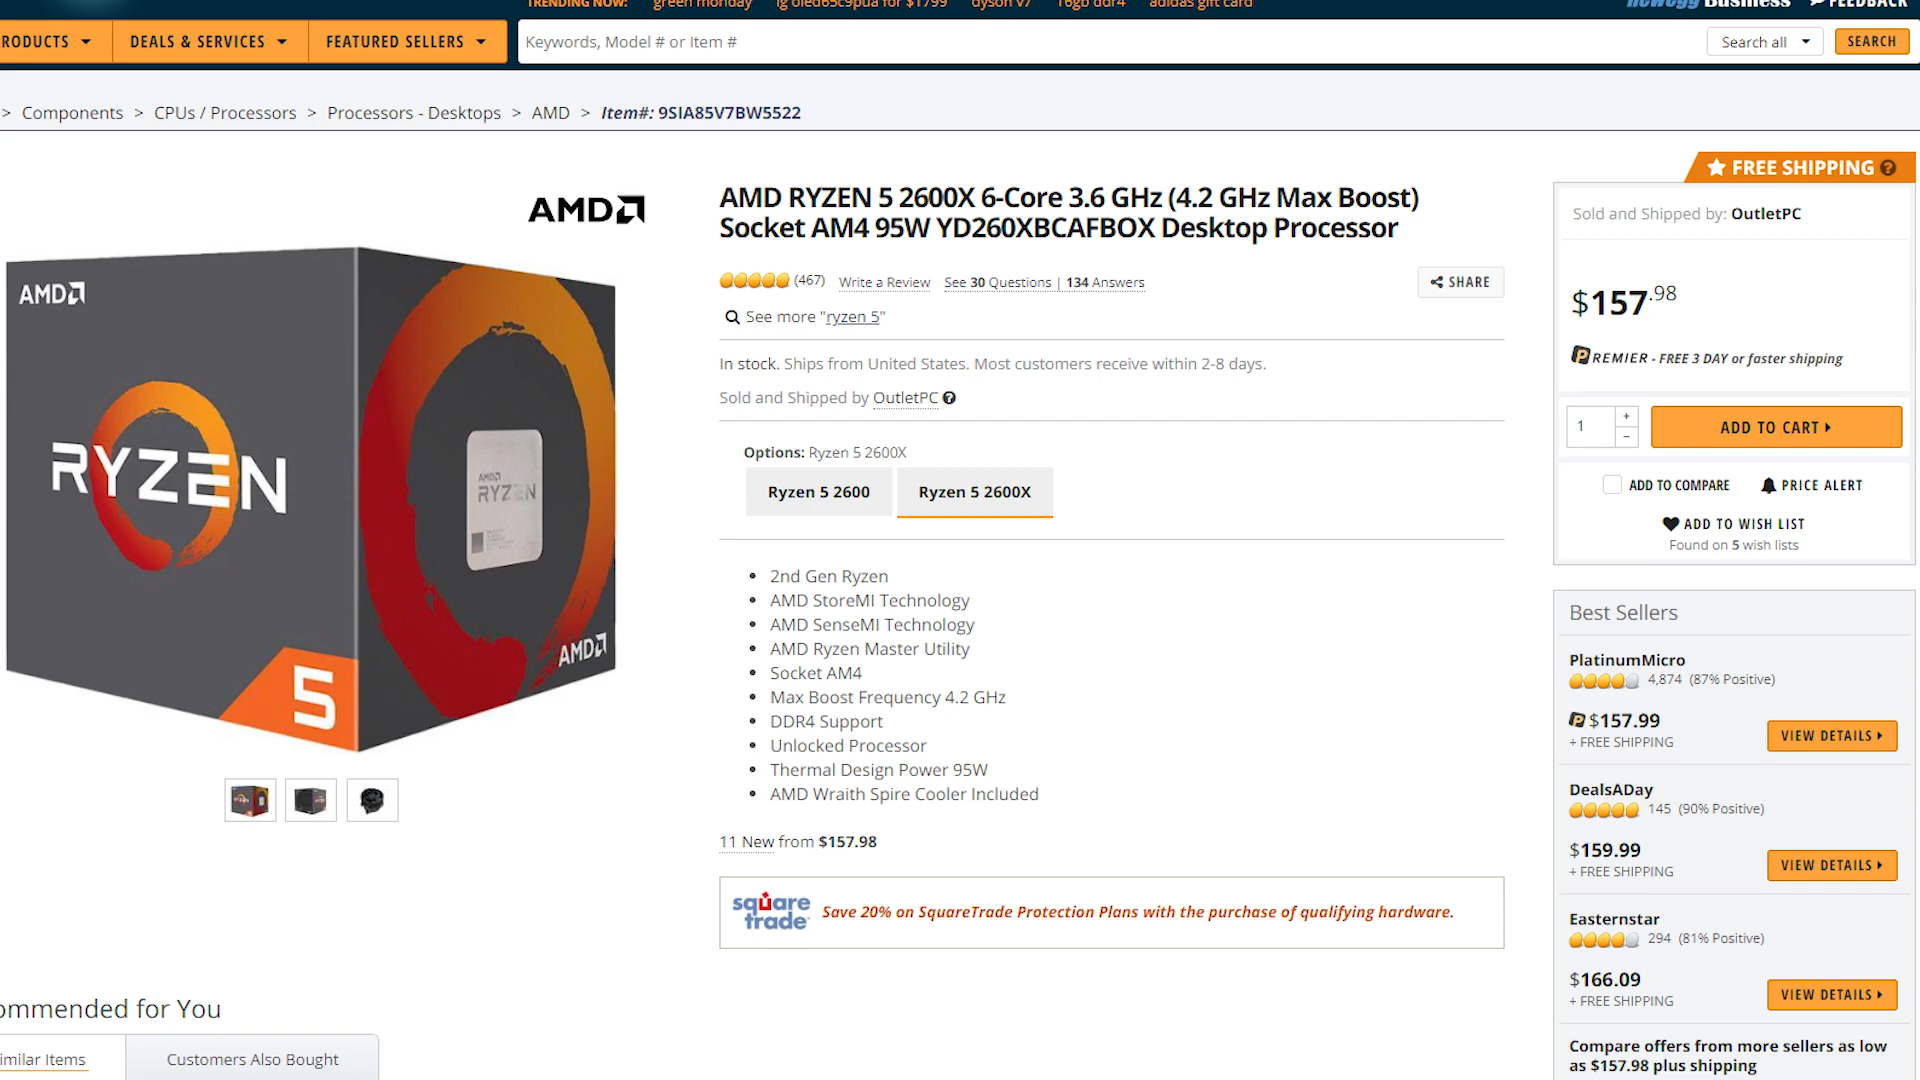 TRENDING NOW: green monday lg oled65c9pua for $1799 dyson v7 16gb ddr4 adidas gift card
newegg Business FEEDBACK
RODUCTS DEALS & SERVICES FEATURED SELLERS Keywords, Model # or Item # Search all SEARCH
> Components > CPUs / Processors > Processors - Desktops > AMD > Item#: 9SIA85V7BW5522
AMD
AMD
RYZEN
5
AMD
RYZEN
AMD
AMD RYZEN 5 2600X 6-Core 3.6 GHz (4.2 GHz Max Boost)
Socket AM4 95W YD260XBCAFBOX Desktop Processor
(467) Write a Review See 30 Questions | 134 Answers
SHARE
See more "ryzen 5"
In stock. Ships from United States. Most customers receive within 2-8 days.
Sold and Shipped by OutletPC
Options: Ryzen 5 2600X
Ryzen 5 2600 Ryzen 5 2600X
2nd Gen Ryzen
AMD StoreMI Technology
AMD SenseMI Technology
AMD Ryzen Master Utility
Socket AM4
Max Boost Frequency 4.2 GHz
DDR4 Support
Unlocked Processor
Thermal Design Power 95W
AMD Wraith Spire Cooler Included
11 New from $157.98
square
trade
Save 20% on SquareTrade Protection Plans with the purchase of qualifying hardware.
FREE SHIPPING
Sold and Shipped by: OutletPC
$157.98
PREMIER - FREE 3 DAY or faster shipping
1 + −
ADD TO CART
ADD TO COMPARE PRICE ALERT
ADD TO WISH LIST
Found on 5 wish lists
Best Sellers
PlatinumMicro
4,874 (87% Positive)
$157.99
+ FREE SHIPPING
VIEW DETAILS
DealsADay
145 (90% Positive)
$159.99
+ FREE SHIPPING
VIEW DETAILS
Easternstar
294 (81% Positive)
$166.09
+ FREE SHIPPING
VIEW DETAILS
Compare offers from more sellers as low
as $157.98 plus shipping
ommended for You
imilar Items Customers Also Bought